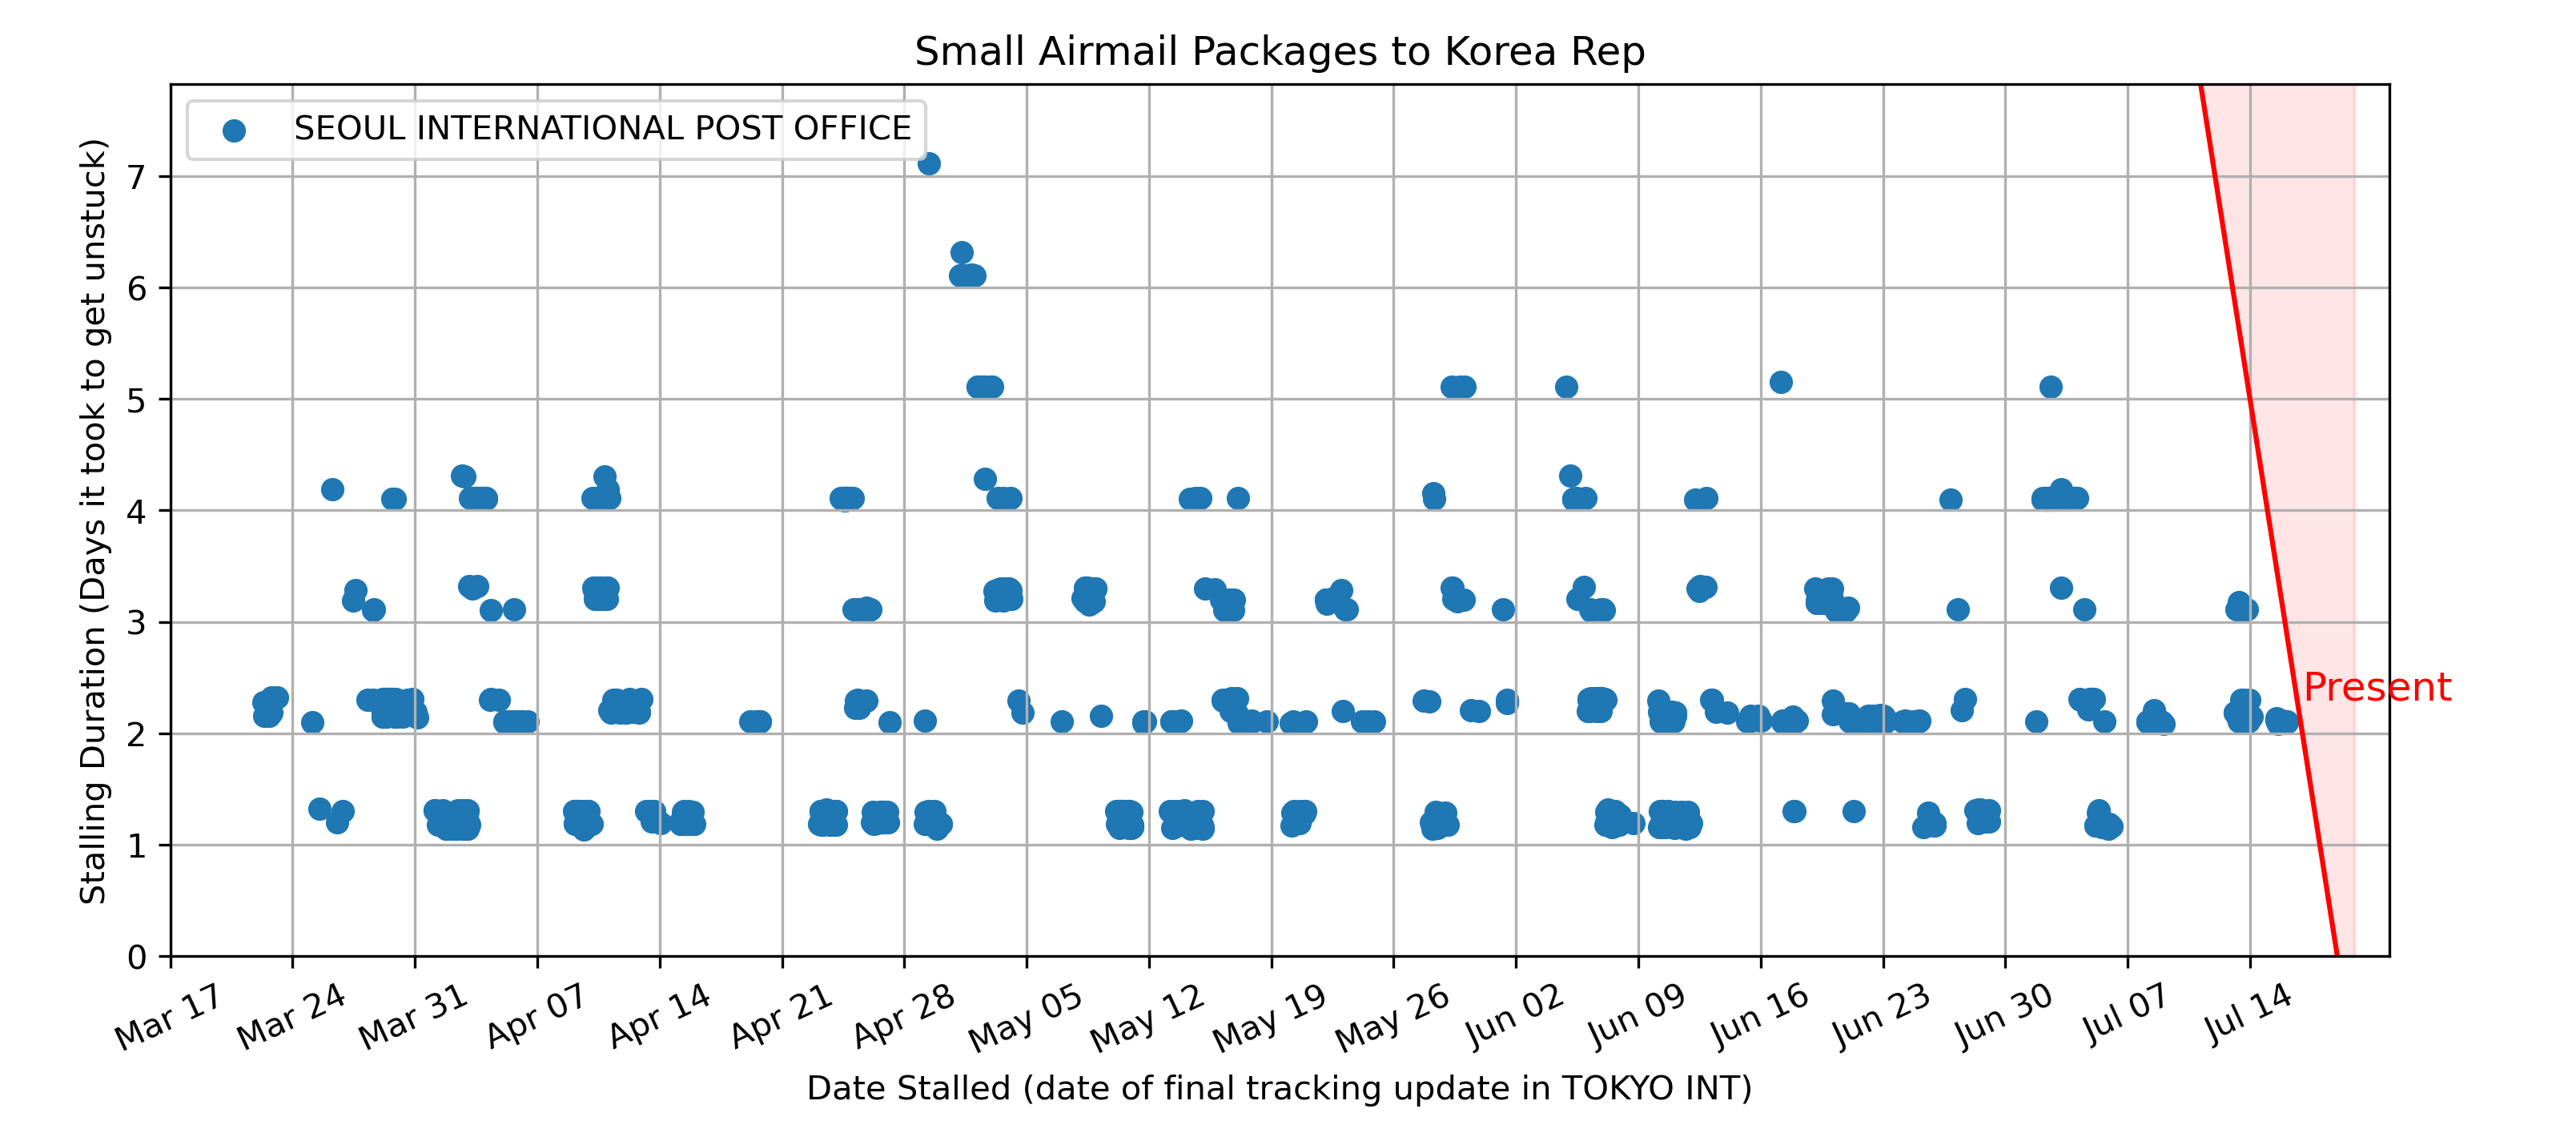 Small Airmail Packages to Korea Rep
SEOUL INTERNATIONAL POST OFFICE
Stalling Duration (Days it took to get unstuck)
7
6
5
4
3
2
1
0
Present
Mar 17
Mar 24
Mar 31
Apr 07
Apr 14
Apr 21
Apr 28
May 05
May 12
May 19
May 26
Jun 02
Jun 09
Jun 16
Jun 23
Jun 30
Jul 07
Jul 14
Date Stalled (date of final tracking update in TOKYO INT)